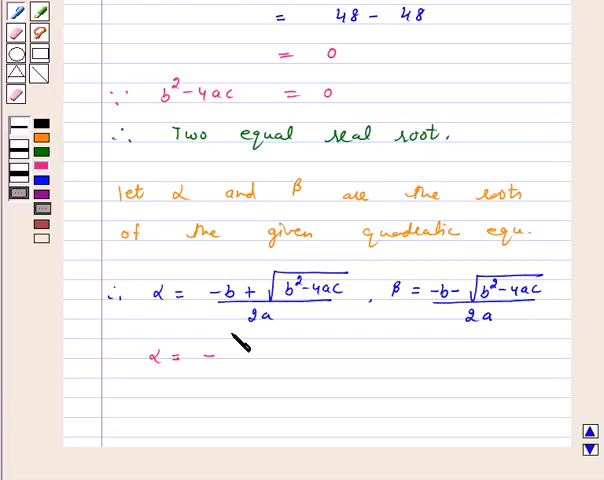 = 48 - 48
= 0
∵ b² - 4ac = 0
∴ Two equal real root.
let α and β are the roots
of the given quadratic equ.
∴ α = (-b + √(b² - 4ac))/2a , β = (-b - √(b² - 4ac))/2a
α = -